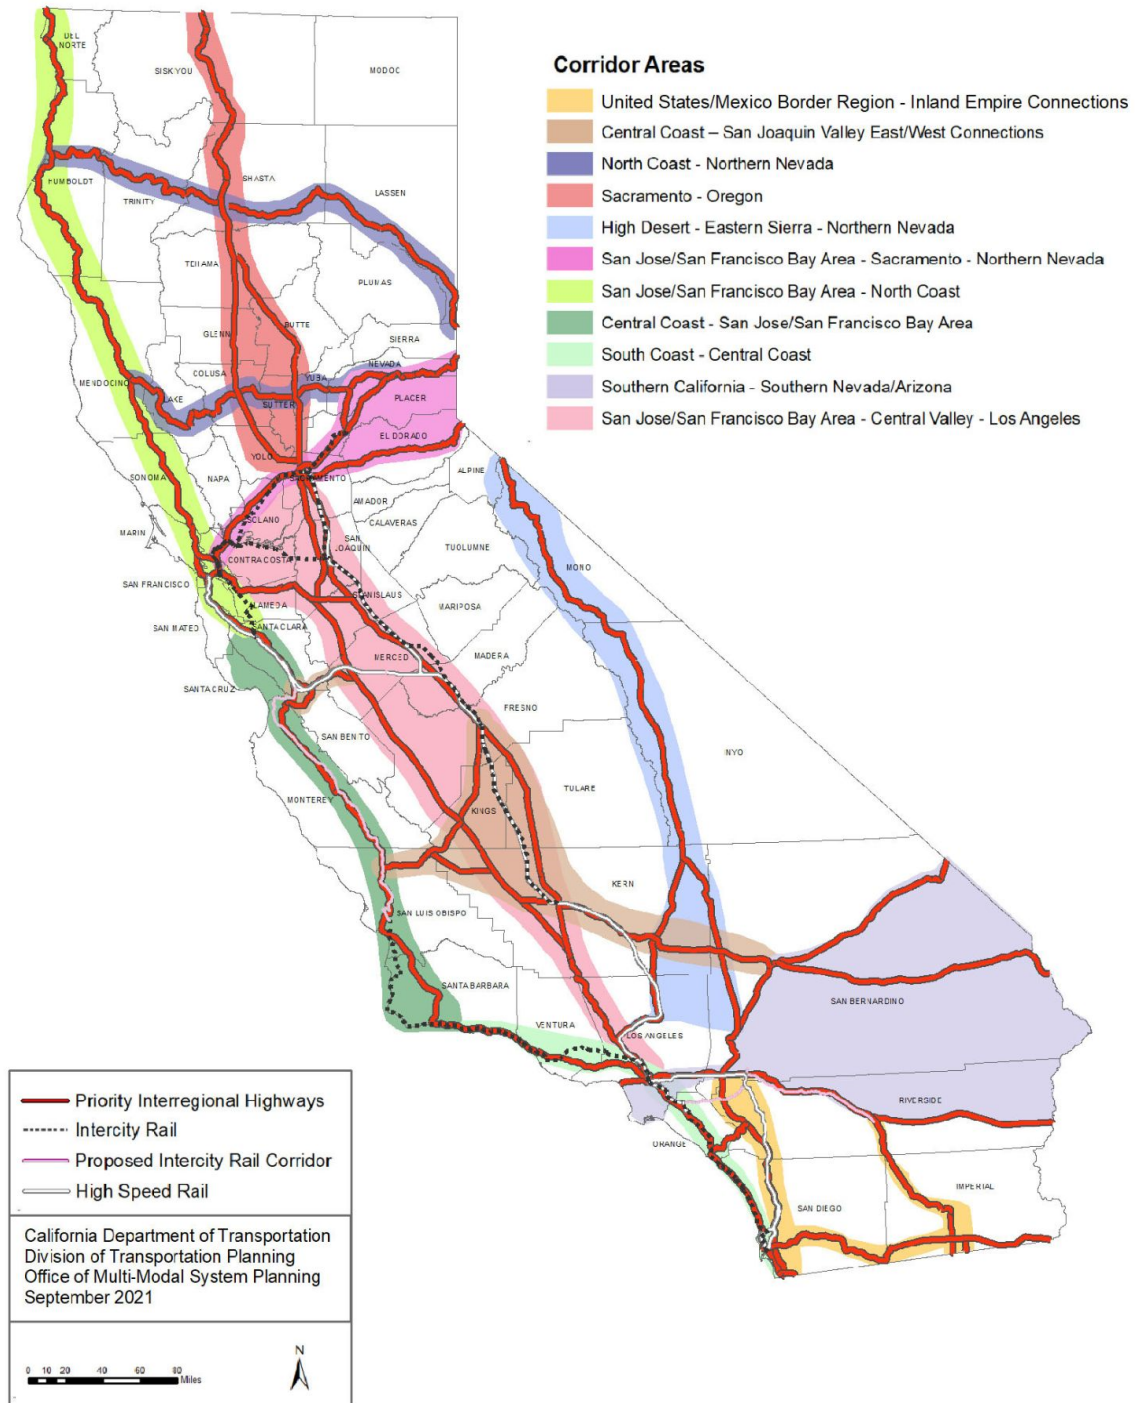 DEL
NORTE
SISKIYOU
MODOC
HUMBOLDT
TRINITY
SHASTA
LASSEN
TEHAMA
PLUMAS
GLENN
BUTTE
SIERRA
MENDOCINO
LAKE
COLUSA
SUTTER
YUBA
NEVADA
PLACER
EL DORADO
YOLO
SONOMA
NAPA
SACRAMENTO
ALPINE
AMADOR
SOLANO
CALAVERAS
MARIN
SAN
JOAQUIN
TUOLUMNE
CONTRA COSTA
MONO
SAN FRANCISCO
ALAMEDA
STANISLAUS
MARIPOSA
SAN MATEO
SANTA CLARA
MERCED
MADERA
SANTA CRUZ
FRESNO
SAN BENITO
INYO
MONTEREY
KINGS
TULARE
KERN
SAN LUIS OBISPO
SANTA BARBARA
SAN BERNARDINO
VENTURA
LOS ANGELES
RIVERSIDE
ORANGE
SAN DIEGO
IMPERIAL
Corridor Areas
United States/Mexico Border Region - Inland Empire Connections
Central Coast – San Joaquin Valley East/West Connections
North Coast - Northern Nevada
Sacramento - Oregon
High Desert - Eastern Sierra - Northern Nevada
San Jose/San Francisco Bay Area - Sacramento - Northern Nevada
San Jose/San Francisco Bay Area - North Coast
Central Coast - San Jose/San Francisco Bay Area
South Coast - Central Coast
Southern California - Southern Nevada/Arizona
San Jose/San Francisco Bay Area - Central Valley - Los Angeles
Priority Interregional Highways
Intercity Rail
Proposed Intercity Rail Corridor
High Speed Rail
California Department of Transportation
Division of Transportation Planning
Office of Multi-Modal System Planning
September 2021
N
0 10 20 40 60 80
Miles